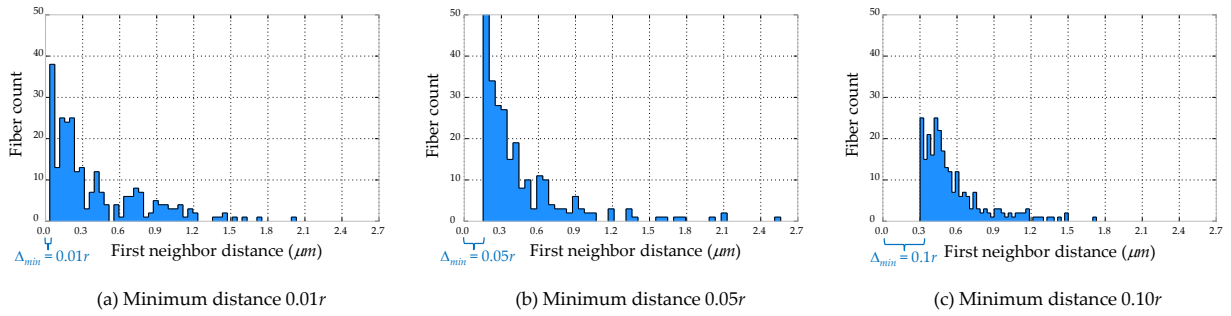 50
40
30
20
10
0
Fiber count
0.0 0.3 0.6 0.9 1.2 1.5 1.8 2.1 2.4 2.7
First neighbor distance (μm)
Δmin = 0.01r
(a) Minimum distance 0.01r
50
40
30
20
10
0
Fiber count
0.0 0.3 0.6 0.9 1.2 1.5 1.8 2.1 2.4 2.7
First neighbor distance (μm)
Δmin = 0.05r
(b) Minimum distance 0.05r
50
40
30
20
10
0
Fiber count
0.0 0.3 0.6 0.9 1.2 1.5 1.8 2.1 2.4 2.7
First neighbor distance (μm)
Δmin = 0.1r
(c) Minimum distance 0.10r